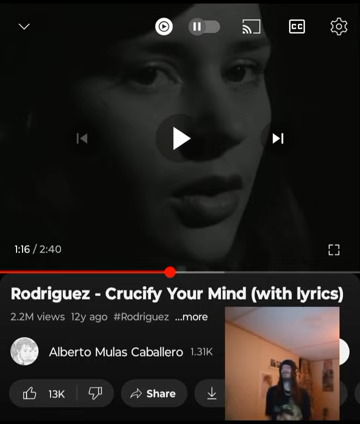 CC
1:16 / 2:40
Rodriguez - Crucify Your Mind (with lyrics)
2.2M views 12y ago #Rodriguez ...more
Alberto Mulas Caballero 1.31K
13K Share